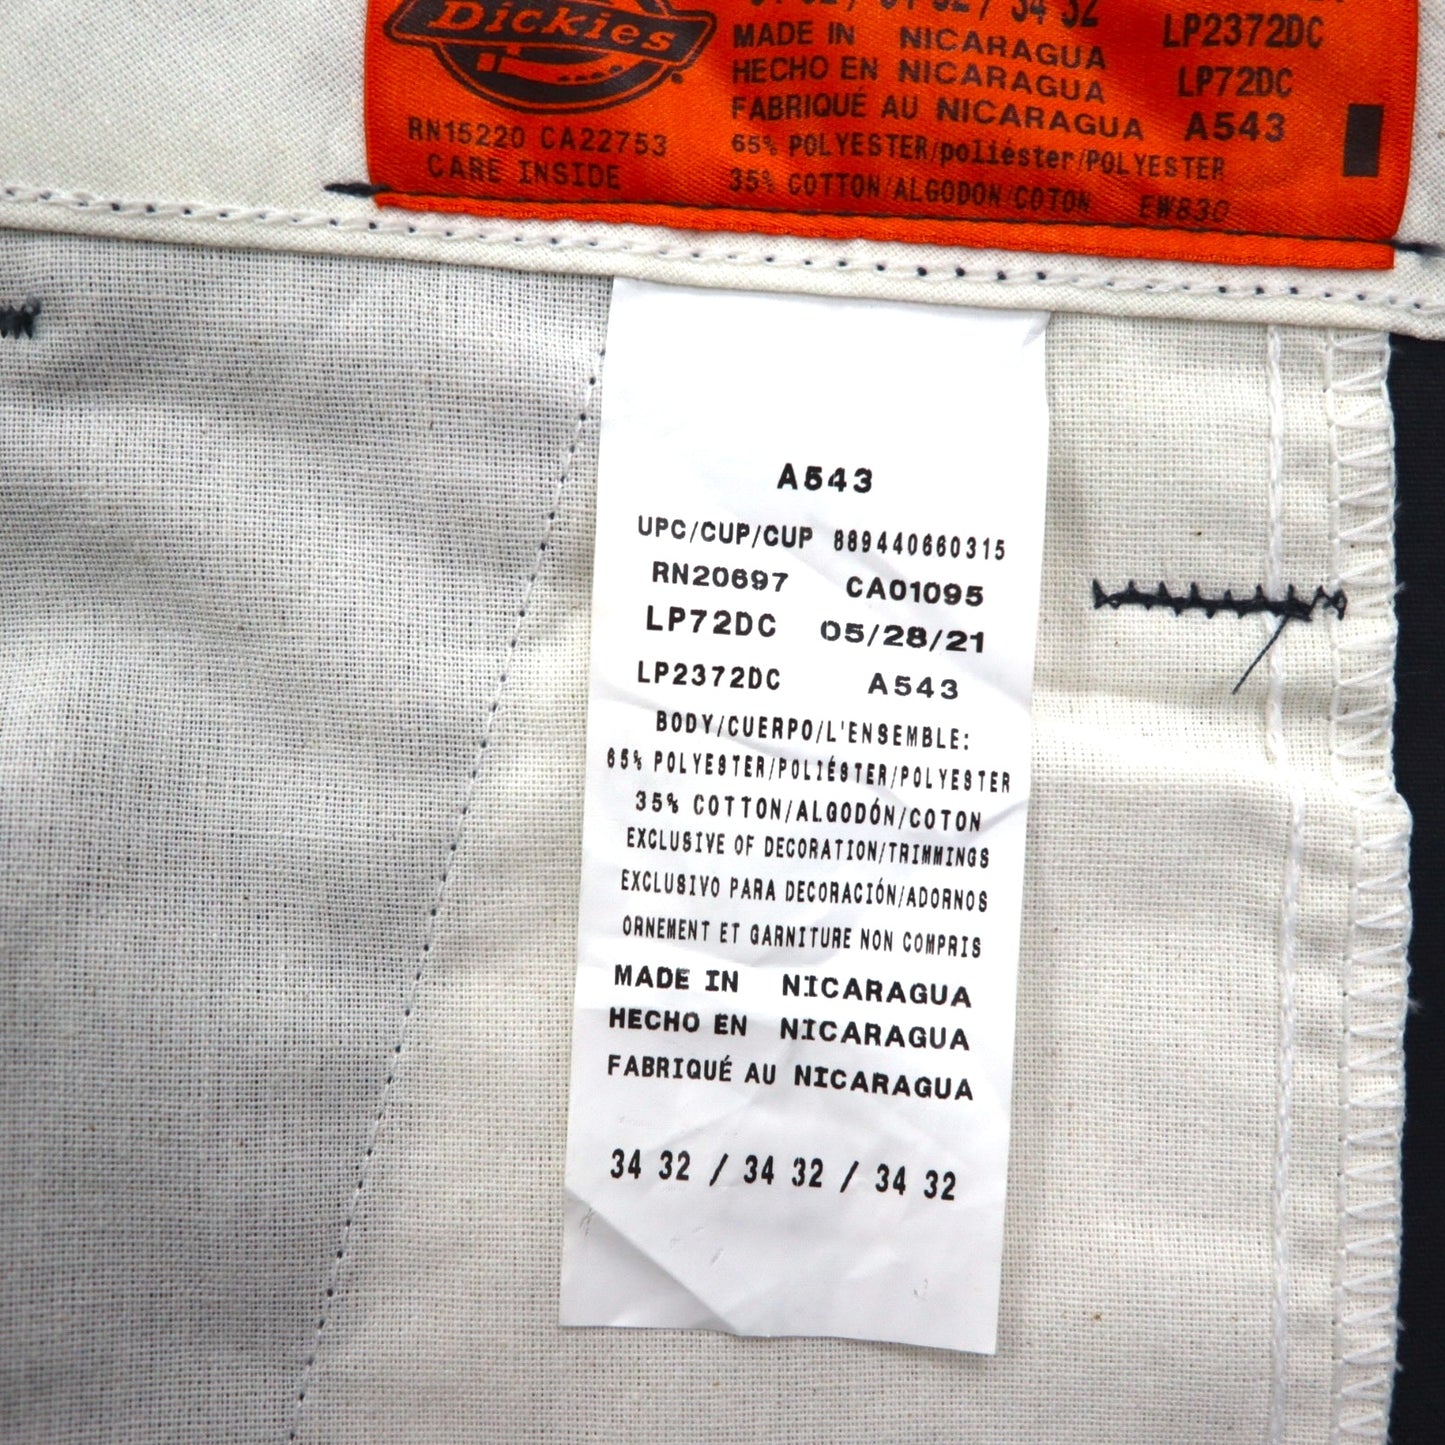 Dickies
RN15220 CA22753
CARE INSIDE
34 32
MADE IN NICARAGUA
HECHO EN NICARAGUA
FABRIQUÉ AU NICARAGUA
65% POLYESTER/poliéster/POLYESTER
35% COTTON/ALGODON/COTON EW830
LP2372DC
LP72DC
A543
A543
UPC/CUP/CUP 889440660315
RN20697 CA01095
LP72DC 05/28/21
LP2372DC A543
BODY/CUERPO/L'ENSEMBLE:
65% POLYESTER/POLIÉSTER/POLYESTER
35% COTTON/ALGODÓN/COTON
EXCLUSIVE OF DECORATION/TRIMMINGS
EXCLUSIVO PARA DECORACIÓN/ADORNOS
ORNEMENT ET GARNITURE NON COMPRIS
MADE IN NICARAGUA
HECHO EN NICARAGUA
FABRIQUÉ AU NICARAGUA
34 32 / 34 32 / 34 32